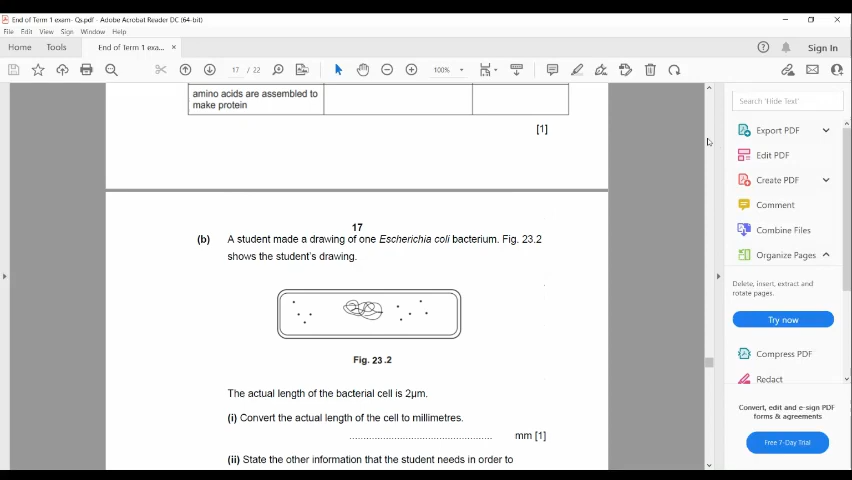 End of Term 1 exam- Qs.pdf - Adobe Acrobat Reader DC (64-bit)
File Edit View Sign Window Help
Home Tools End of Term 1 exa... × Sign In
17 / 22 100%
amino acids are assembled to
make protein
[1]
17
(b) A student made a drawing of one Escherichia coli bacterium. Fig. 23.2
shows the student's drawing.
Fig. 23.2
The actual length of the bacterial cell is 2µm.
(i) Convert the actual length of the cell to millimetres.
.................................................... mm [1]
(ii) State the other information that the student needs in order to
Search 'Hide Text'
Export PDF
Edit PDF
Create PDF
Comment
Combine Files
Organize Pages
Delete, insert, extract and
rotate pages.
Try now
Compress PDF
Redact
Convert, edit and e-sign PDF
forms & agreements
Free 7-Day Trial